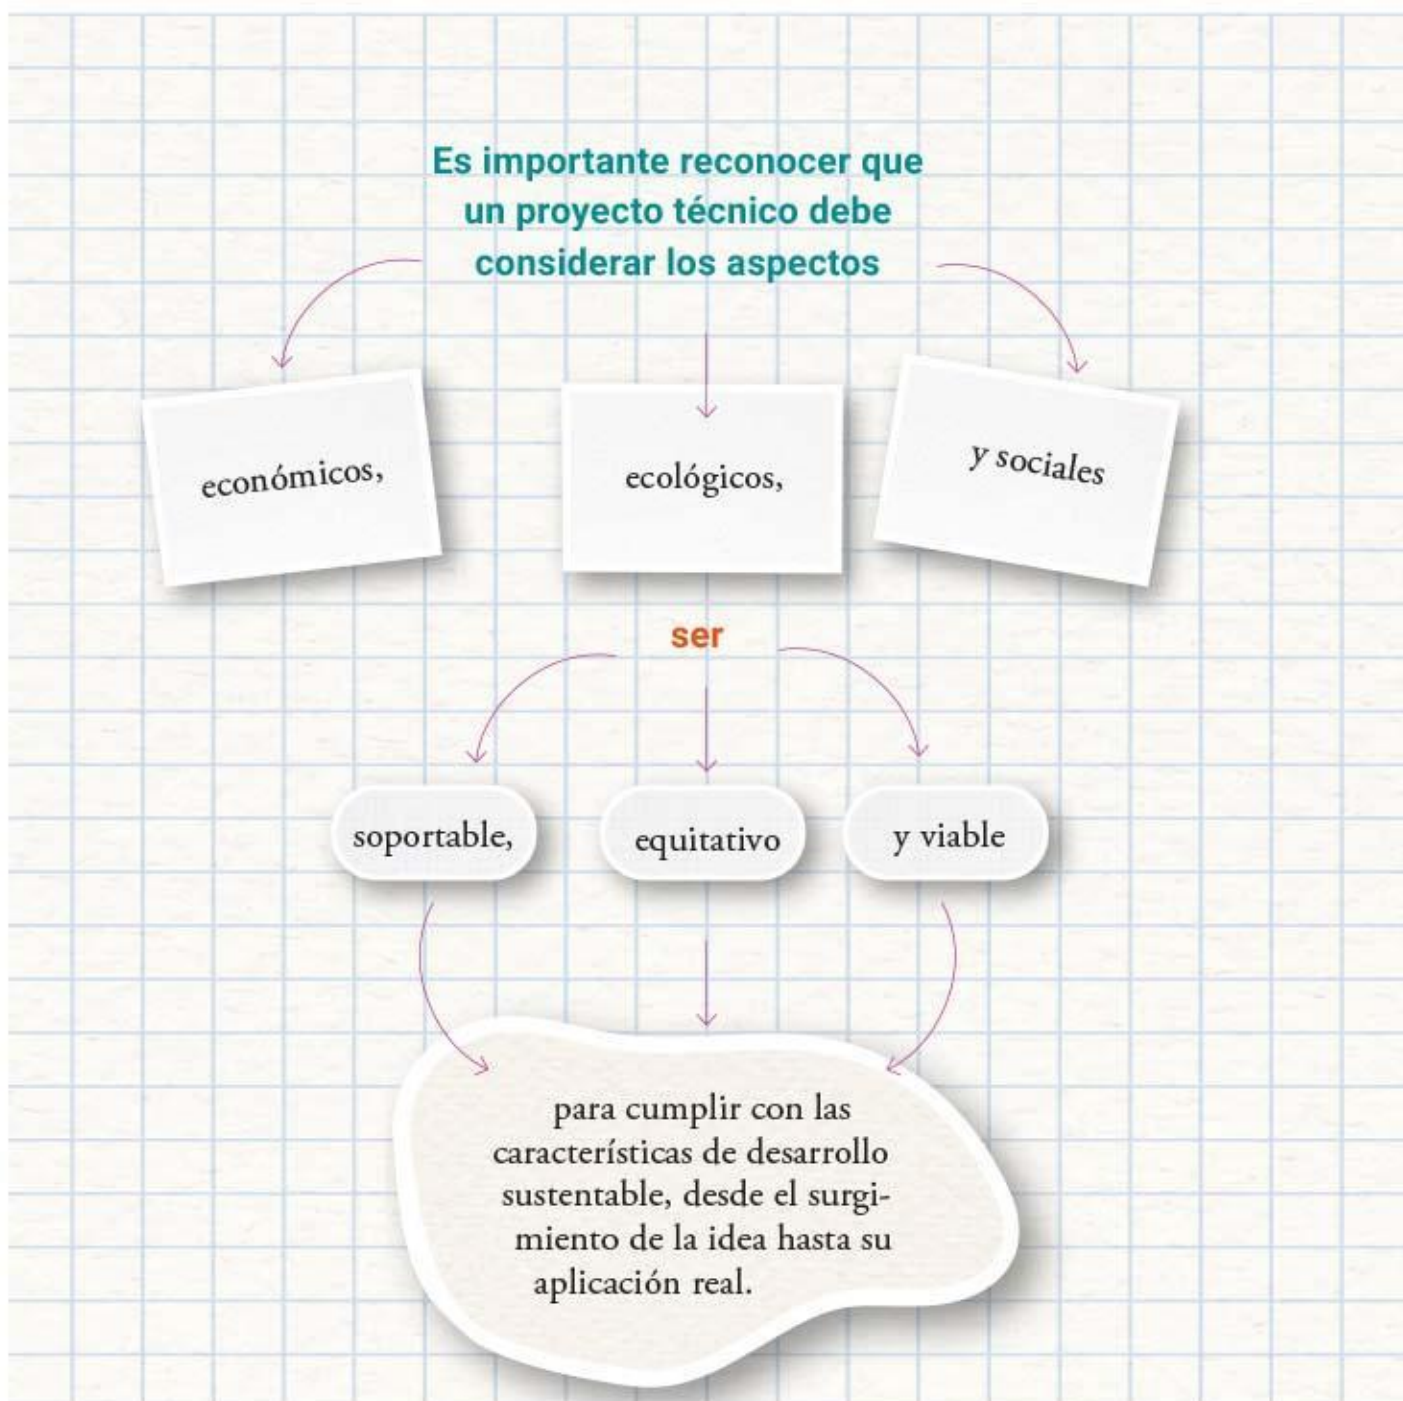 Es importante reconocer que
un proyecto técnico debe
considerar los aspectos
económicos,
ecológicos,
y sociales
ser
soportable,
equitativo
y viable
para cumplir con las
características de desarrollo
sustentable, desde el surgi-
miento de la idea hasta su
aplicación real.